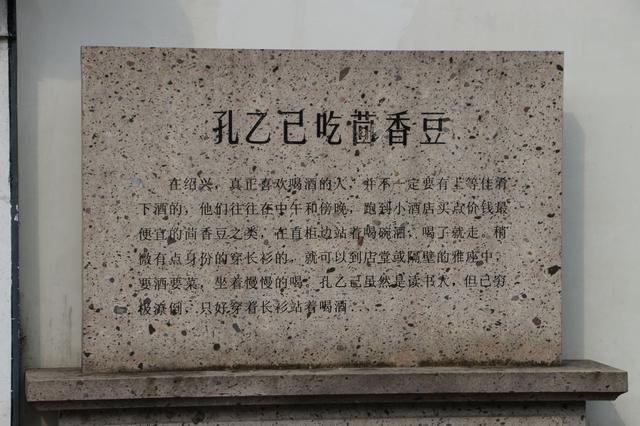 孔乙己吃茴香豆
在绍兴，真正喜欢喝酒的人，并不一定要有上等佳肴
下酒的，他们往往在中午和傍晚，跑到小酒店买点价钱最
便宜的茴香豆之类，在直柜边站着喝碗酒，喝了就走。稍
微有点身份的穿长衫的，就可以到店堂或隔壁的雅座中，
要酒要菜，坐着慢慢的喝。孔乙己虽然是读书人，但已穷
极潦倒，只好穿着长衫站着喝酒...